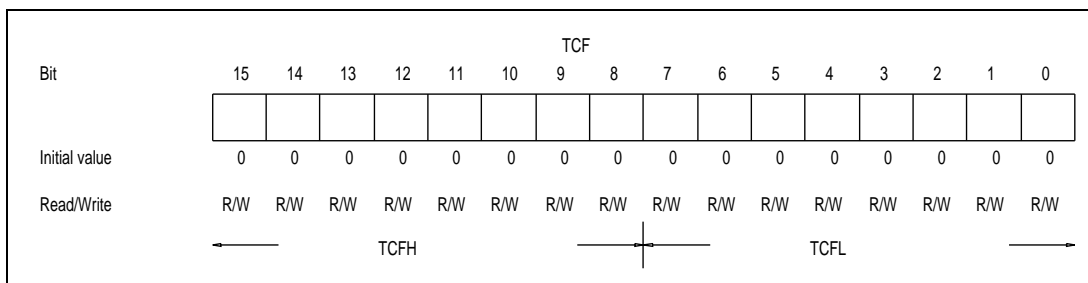 TCF
Bit 15 14 13 12 11 10 9 8 7 6 5 4 3 2 1 0
Initial value 0 0 0 0 0 0 0 0 0 0 0 0 0 0 0 0
Read/Write R/W R/W R/W R/W R/W R/W R/W R/W R/W R/W R/W R/W R/W R/W R/W R/W
TCFH TCFL